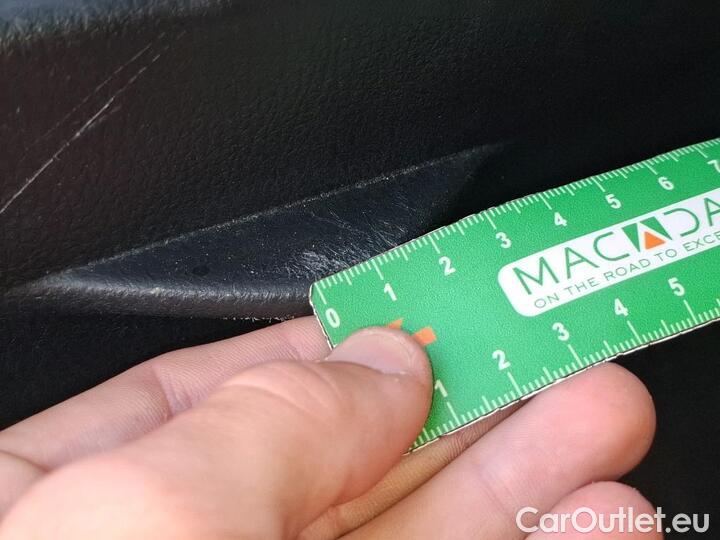 0 1 2 3 4 5 6 7
MACADA
ON THE ROAD TO EXCE
1 2 3 4 5
CarOutlet.eu